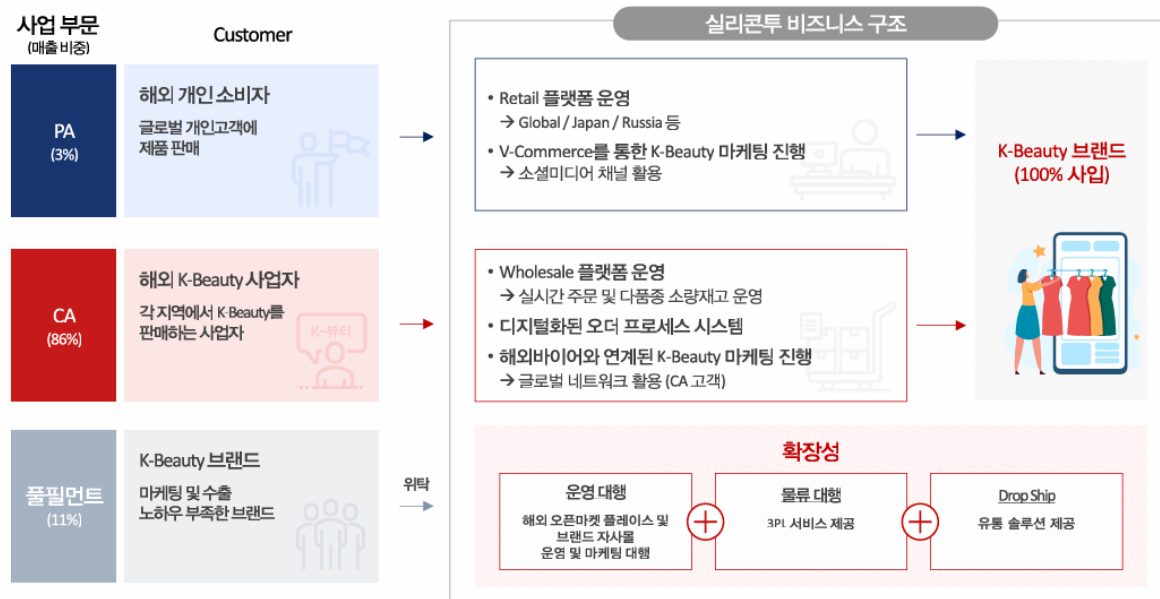 사업 부문
(매출 비중)
Customer
실리콘투 비즈니스 구조
PA
(3%)
해외 개인 소비자
글로벌 개인고객에
제품 판매
• Retail 플랫폼 운영
→ Global / Japan / Russia 등
• V-Commerce를 통한 K-Beauty 마케팅 진행
→ 소셜미디어 채널 활용
K-Beauty 브랜드
(100% 사입)
CA
(86%)
해외 K-Beauty 사업자
각 지역에서 K-Beauty를
판매하는 사업자
K-뷰티
• Wholesale 플랫폼 운영
→ 실시간 주문 및 다품종 소량재고 운영
• 디지털화된 오더 프로세스 시스템
• 해외바이어와 연계된 K-Beauty 마케팅 진행
→ 글로벌 네트워크 활용 (CA 고객)
풀필먼트
(11%)
K-Beauty 브랜드
마케팅 및 수출
노하우 부족한 브랜드
위탁
확장성
운영 대행
해외 오픈마켓 플레이스 및
브랜드 자사몰
운영 및 마케팅 대행
물류 대행
3PL 서비스 제공
Drop Ship
유통 솔루션 제공